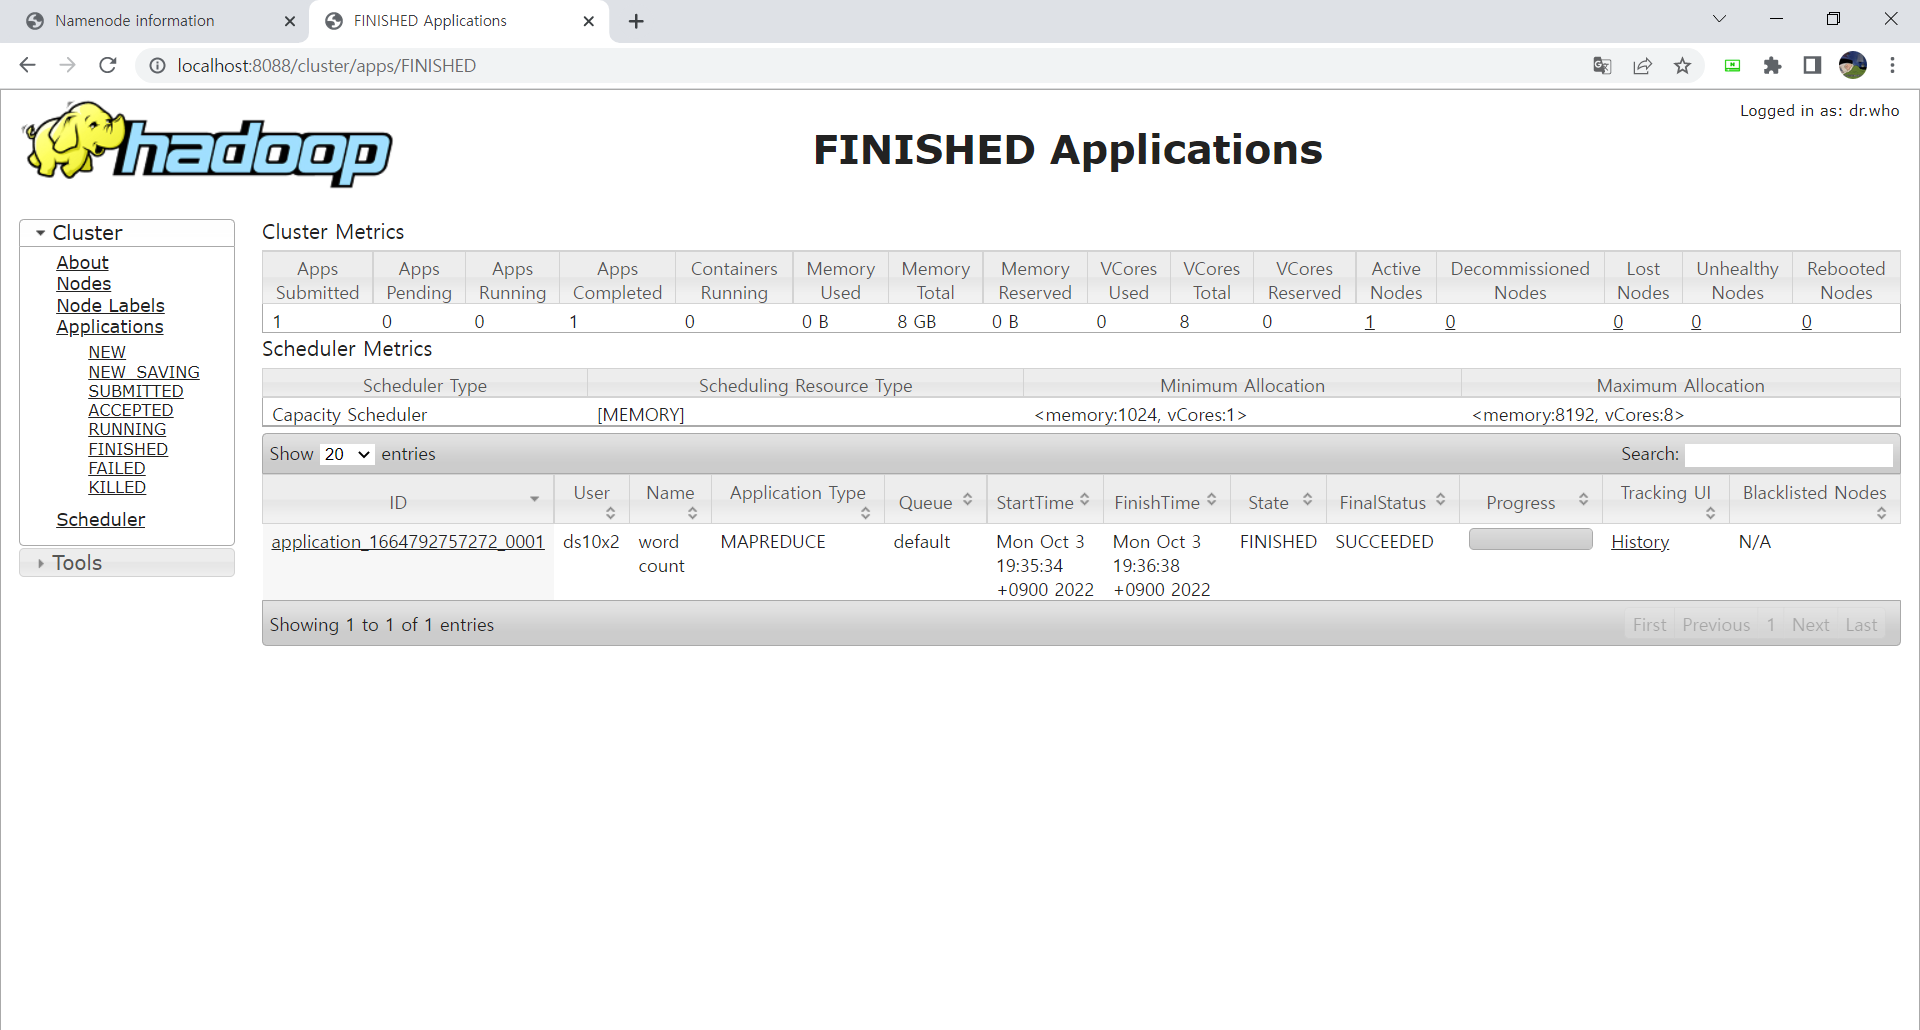 Namenode information
FINISHED Applications
localhost:8088/cluster/apps/FINISHED
hadoop
FINISHED Applications
Logged in as: dr.who
Cluster
About
Nodes
Node Labels
Applications
NEW
NEW_SAVING
SUBMITTED
ACCEPTED
RUNNING
FINISHED
FAILED
KILLED
Scheduler
Tools
Cluster Metrics
Apps Submitted Apps Pending Apps Running Apps Completed Containers Running Memory Used Memory Total Memory Reserved VCores Used VCores Total VCores Reserved Active Nodes Decommissioned Nodes Lost Nodes Unhealthy Nodes Rebooted Nodes
1 0 0 1 0 0 B 8 GB 0 B 0 8 0 1 0 0 0 0
Scheduler Metrics
Scheduler Type Scheduling Resource Type Minimum Allocation Maximum Allocation
Capacity Scheduler [MEMORY] <memory:1024, vCores:1> <memory:8192, vCores:8>
Show 20 entries Search:
ID User Name Application Type Queue StartTime FinishTime State FinalStatus Progress Tracking UI Blacklisted Nodes
application_1664792757272_0001 ds10x2 word count MAPREDUCE default Mon Oct 3 19:35:34 +0900 2022 Mon Oct 3 19:36:38 +0900 2022 FINISHED SUCCEEDED History N/A
Showing 1 to 1 of 1 entries First Previous 1 Next Last